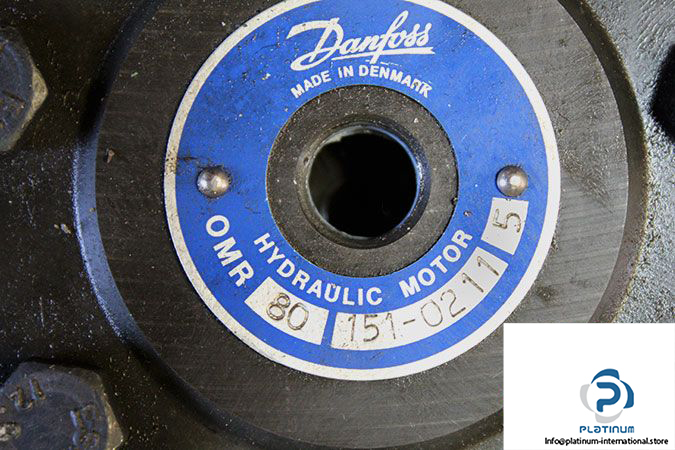 Danfoss
MADE IN DENMARK
HYDRAULIC MOTOR
OMR 80 151-0211 5
PLATINUM
Info@platinum-international.store